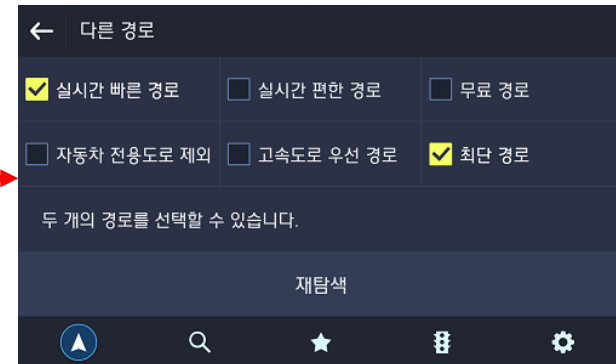 다른 경로
실시간 빠른 경로 실시간 편한 경로 무료 경로
자동차 전용도로 제외 고속도로 우선 경로 최단 경로
두 개의 경로를 선택할 수 있습니다.
재탐색